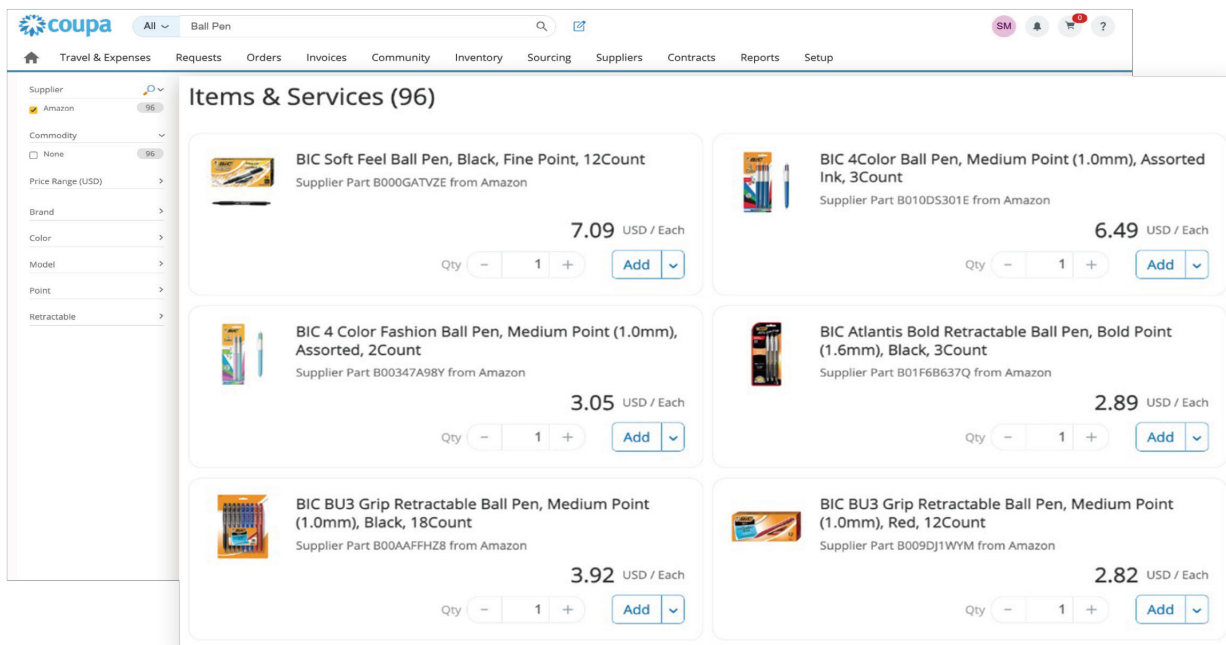 coupa
All
Ball Pen
SM
0
?
Travel & Expenses
Requests
Orders
Invoices
Community
Inventory
Sourcing
Suppliers
Contracts
Reports
Setup
Supplier
Amazon
96
Commodity
None
96
Price Range (USD)
Brand
Color
Model
Point
Retractable
Items & Services (96)
BIC Soft Feel Ball Pen, Black, Fine Point, 12Count
Supplier Part B000GATVZE from Amazon
7.09 USD / Each
Qty - 1 + Add
BIC 4Color Ball Pen, Medium Point (1.0mm), Assorted
Ink, 3Count
Supplier Part B010DS301E from Amazon
6.49 USD / Each
Qty - 1 + Add
BIC 4 Color Fashion Ball Pen, Medium Point (1.0mm),
Assorted, 2Count
Supplier Part B00347A98Y from Amazon
3.05 USD / Each
Qty - 1 + Add
BIC Atlantis Bold Retractable Ball Pen, Bold Point
(1.6mm), Black, 3Count
Supplier Part B01F6B637Q from Amazon
2.89 USD / Each
Qty - 1 + Add
BIC BU3 Grip Retractable Ball Pen, Medium Point
(1.0mm), Black, 18Count
Supplier Part B00AAFFHZ8 from Amazon
3.92 USD / Each
Qty - 1 + Add
BIC BU3 Grip Retractable Ball Pen, Medium Point
(1.0mm), Red, 12Count
Supplier Part B009DJ1WYM from Amazon
2.82 USD / Each
Qty - 1 + Add